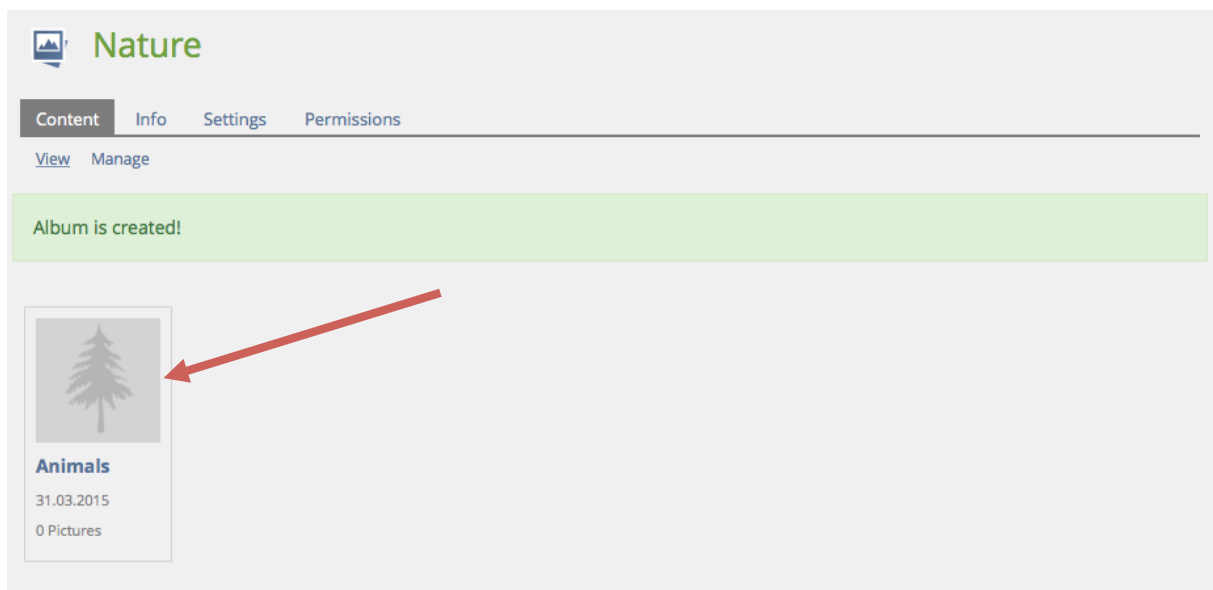 Nature
Content Info Settings Permissions
View Manage
Album is created!
Animals
31.03.2015
0 Pictures